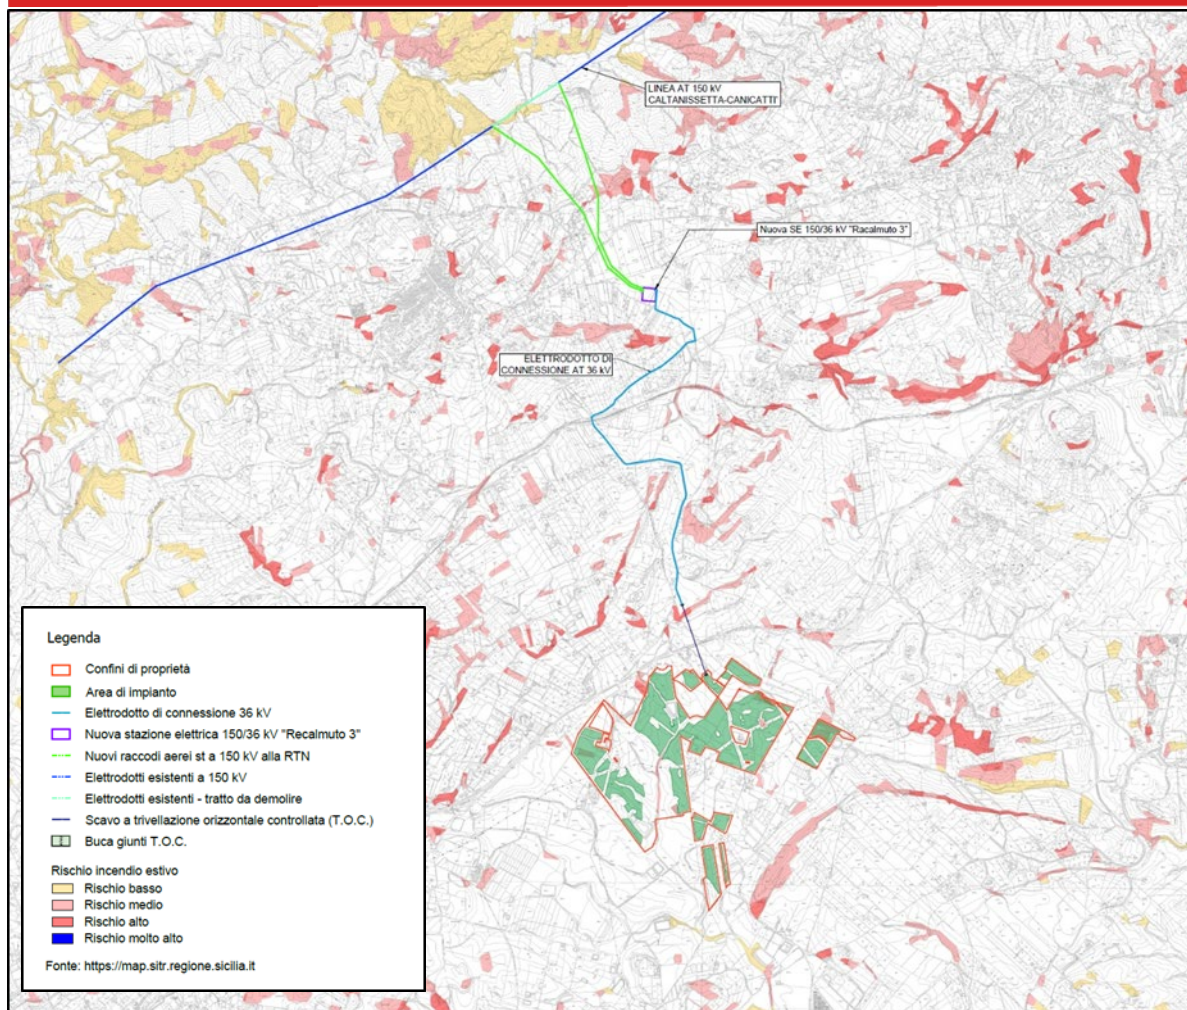 LINEA AT 150 kV
CALTANISSETTA-CANICATTI'
Nuova SE 150/36 kV "Racalmuto 3"
ELETTRODOTTO DI
CONNESSIONE AT 36 kV
Legenda
Confini di proprietà
Area di impianto
Elettrodotto di connessione 36 kV
Nuova stazione elettrica 150/36 kV "Recalmuto 3"
Nuovi raccodi aerei st a 150 kV alla RTN
Elettrodotti esistenti a 150 kV
Elettrodotti esistenti - tratto da demolire
Scavo a trivellazione orizzontale controllata (T.O.C.)
Buca giunti T.O.C.
Rischio incendio estivo
Rischio basso
Rischio medio
Rischio alto
Rischio molto alto
Fonte: https://map.sitr.regione.sicilia.it